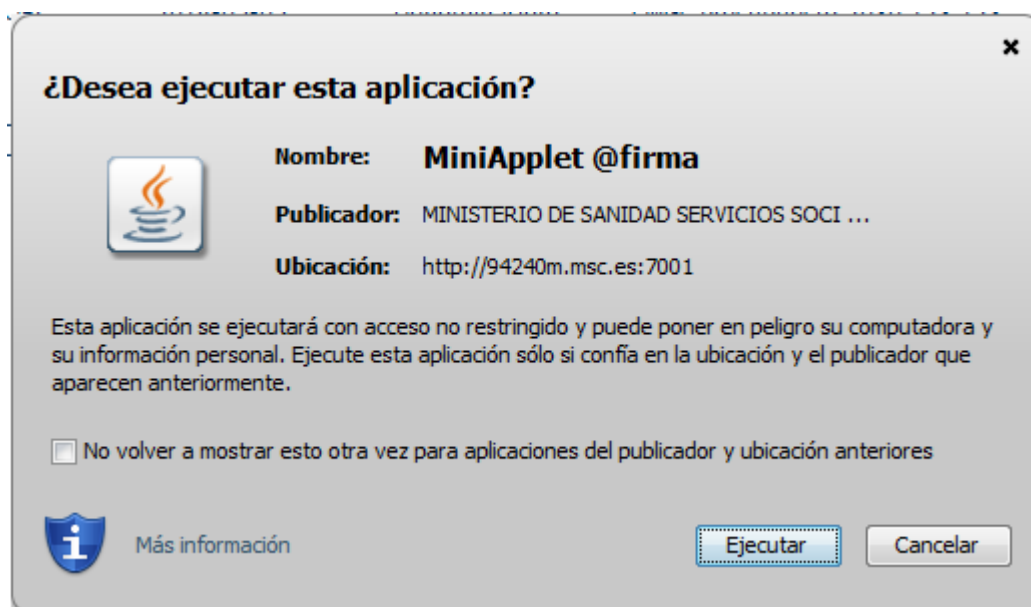 ¿Desea ejecutar esta aplicación?
Nombre: MiniApplet @firma
Publicador: MINISTERIO DE SANIDAD SERVICIOS SOCI ...
Ubicación: http://94240m.msc.es:7001
Esta aplicación se ejecutará con acceso no restringido y puede poner en peligro su computadora y
su información personal. Ejecute esta aplicación sólo si confía en la ubicación y el publicador que
aparecen anteriormente.
No volver a mostrar esto otra vez para aplicaciones del publicador y ubicación anteriores
Más información
Ejecutar
Cancelar